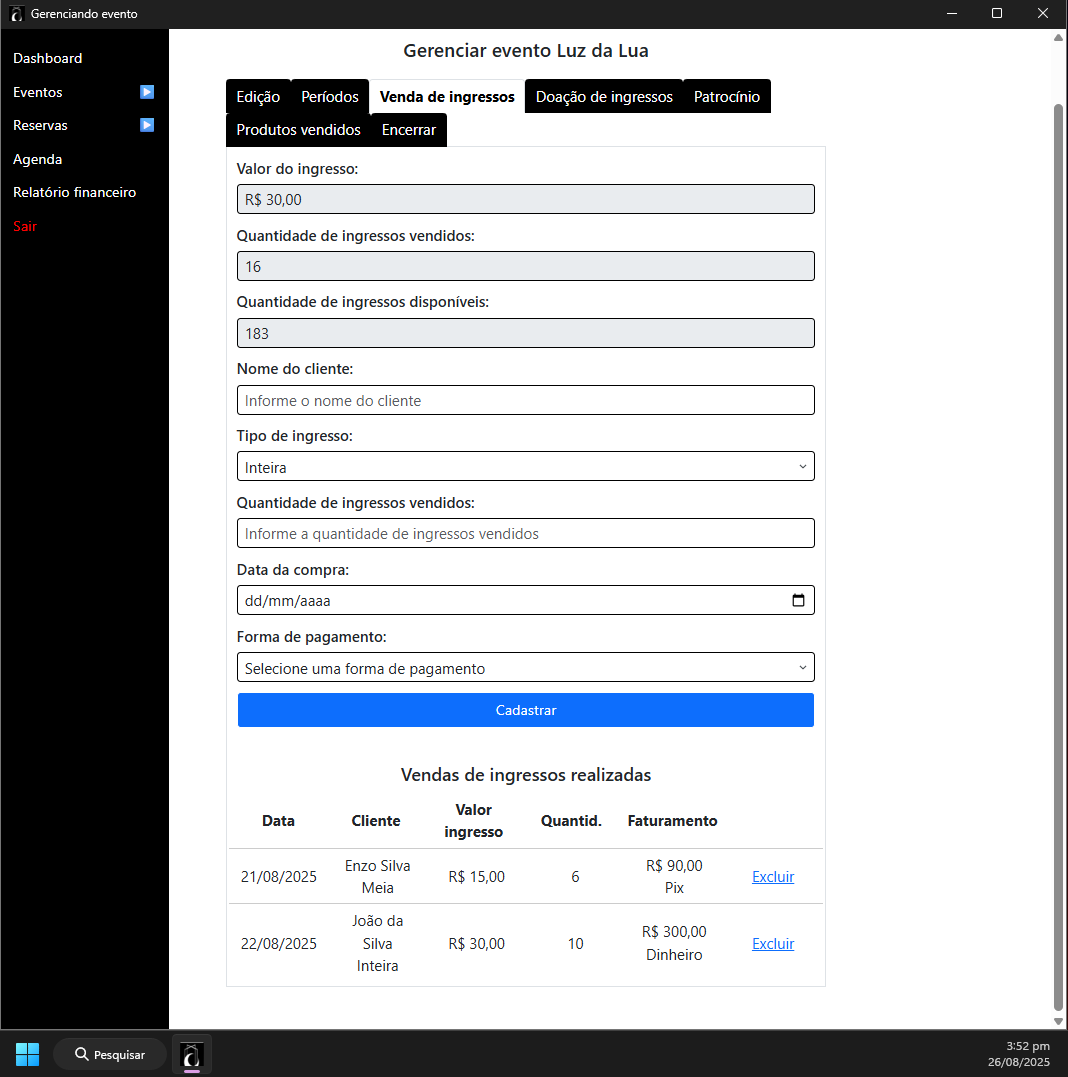 Gerenciando evento
Dashboard
Eventos
Reservas
Agenda
Relatório financeiro
Sair
Gerenciar evento Luz da Lua
Edição Períodos Venda de ingressos Doação de ingressos Patrocínio
Produtos vendidos Encerrar
Valor do ingresso:
R$ 30,00
Quantidade de ingressos vendidos:
16
Quantidade de ingressos disponíveis:
183
Nome do cliente:
Informe o nome do cliente
Tipo de ingresso:
Inteira
Quantidade de ingressos vendidos:
Informe a quantidade de ingressos vendidos
Data da compra:
dd/mm/aaaa
Forma de pagamento:
Selecione uma forma de pagamento
Cadastrar
Vendas de ingressos realizadas
Data Cliente Valor ingresso Quantid. Faturamento
21/08/2025 Enzo Silva Meia R$ 15,00 6 R$ 90,00 Pix Excluir
22/08/2025 João da Silva Inteira R$ 30,00 10 R$ 300,00 Dinheiro Excluir
Pesquisar
3:52 pm
26/08/2025